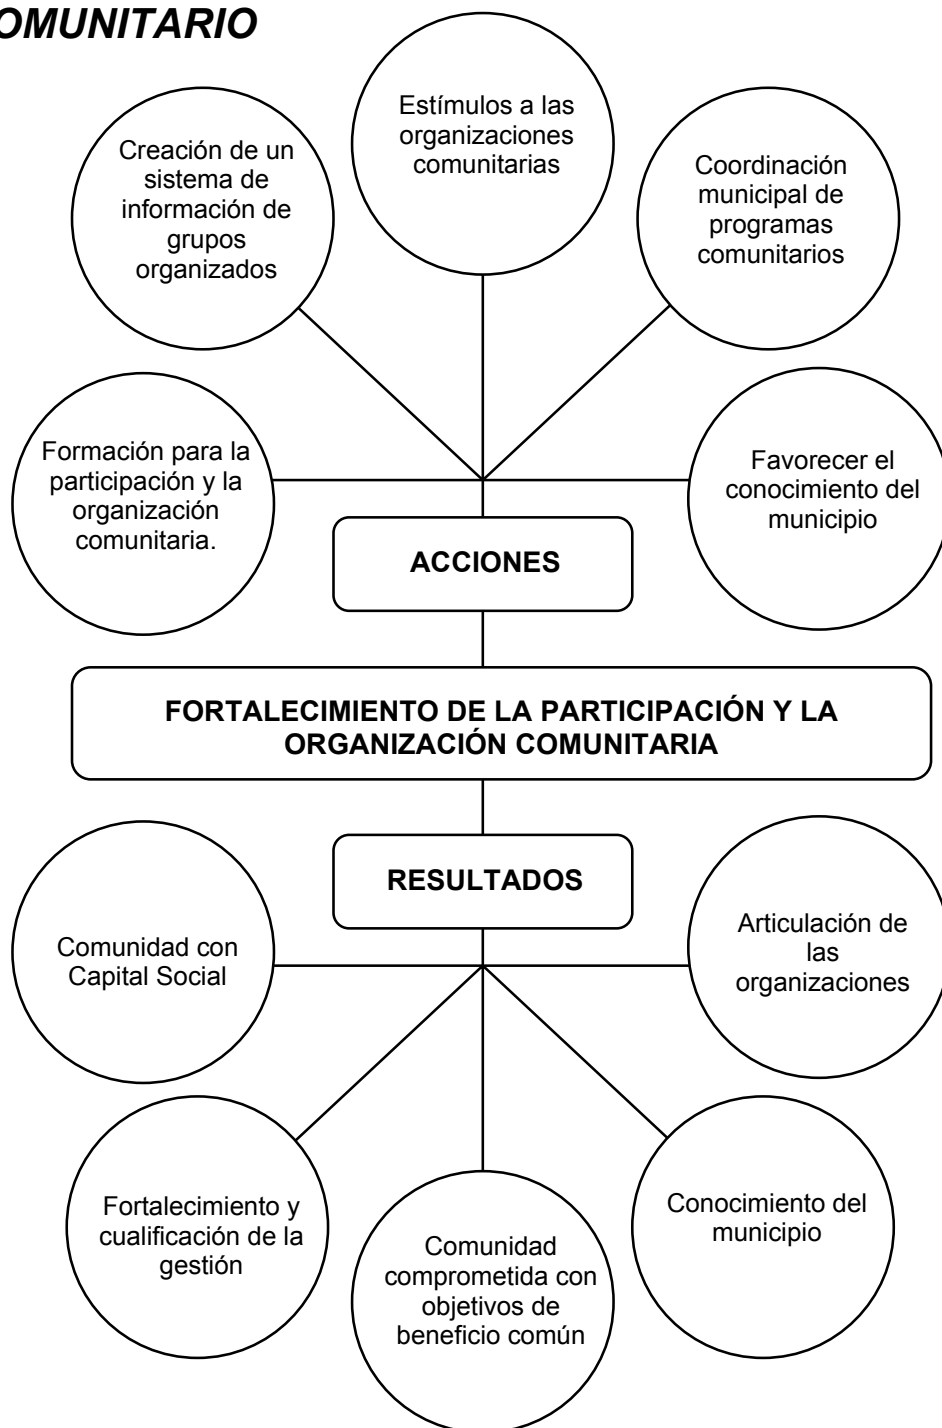 OMUNITARIO
Estímulos a las
organizaciones
comunitarias
Creación de un
sistema de
información de
grupos
organizados
Coordinación
municipal de
programas
comunitarios
Formación para la
participación y la
organización
comunitaria.
Favorecer el
conocimiento del
municipio
ACCIONES
FORTALECIMIENTO DE LA PARTICIPACIÓN Y LA
ORGANIZACIÓN COMUNITARIA
RESULTADOS
Comunidad con
Capital Social
Articulación de
las
organizaciones
Fortalecimiento y
cualificación de la
gestión
Comunidad
comprometida con
objetivos de
beneficio común
Conocimiento del
municipio